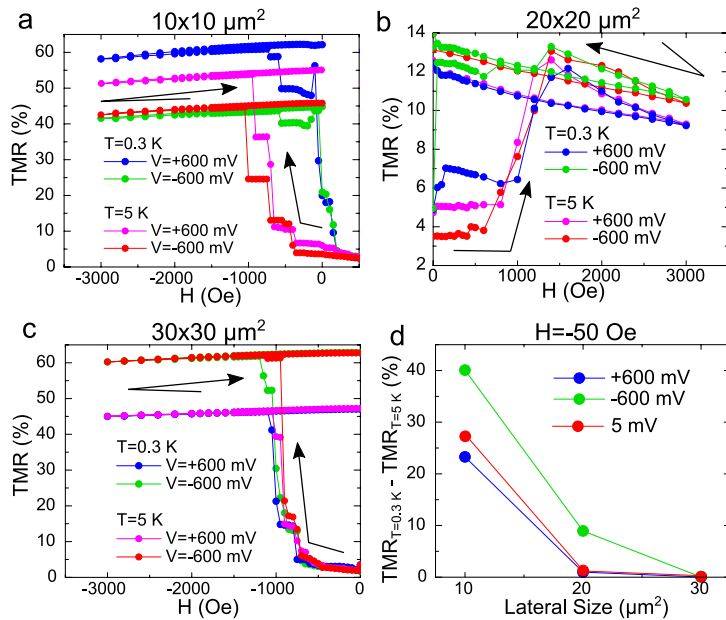 a
10x10 μm²
TMR (%)
60
50
40
30
20
10
0
T=0.3 K
V=+600 mV
V=-600 mV
T=5 K
V=+600 mV
V=-600 mV
-3000
-2000
-1000
0
H (Oe)
b
20x20 μm²
TMR (%)
14
12
10
8
6
4
2
T=0.3 K
+600 mV
-600 mV
T=5 K
+600 mV
-600 mV
0
1000
2000
3000
H (Oe)
c
30x30 μm²
TMR (%)
60
50
40
30
20
10
0
T=0.3 K
V=+600 mV
V=-600 mV
T=5 K
V=+600 mV
V=-600 mV
-3000
-2000
-1000
0
H (Oe)
d
H=-50 Oe
TMR_T=0.3 K - TMR_T=5 K (%)
50
40
30
20
10
0
+600 mV
-600 mV
5 mV
10
20
30
Lateral Size (μm²)